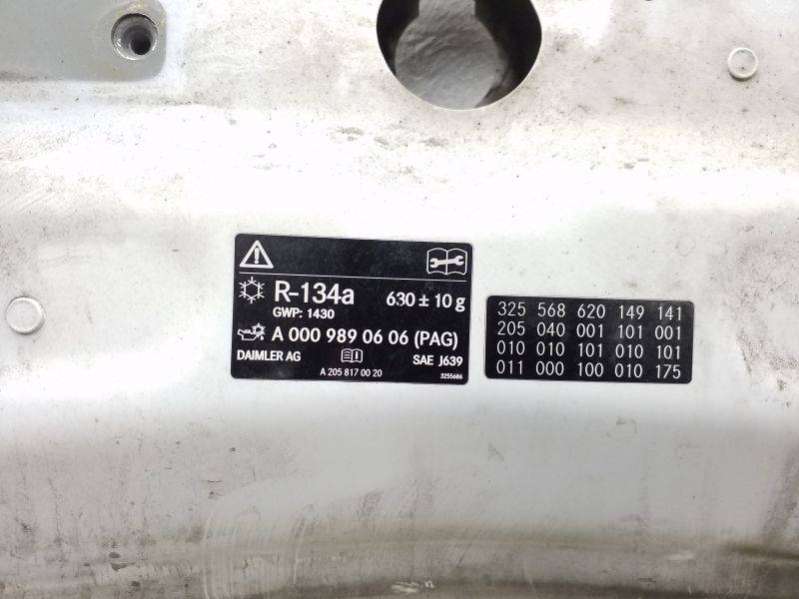 R-134a 630 ± 10 g
GWP: 1430
A 000 989 06 06 (PAG)
DAIMLER AG SAE J639
A 205 817 00 20 3255686
325 568 620 149 141
205 040 001 101 001
010 010 101 010 101
011 000 100 010 175